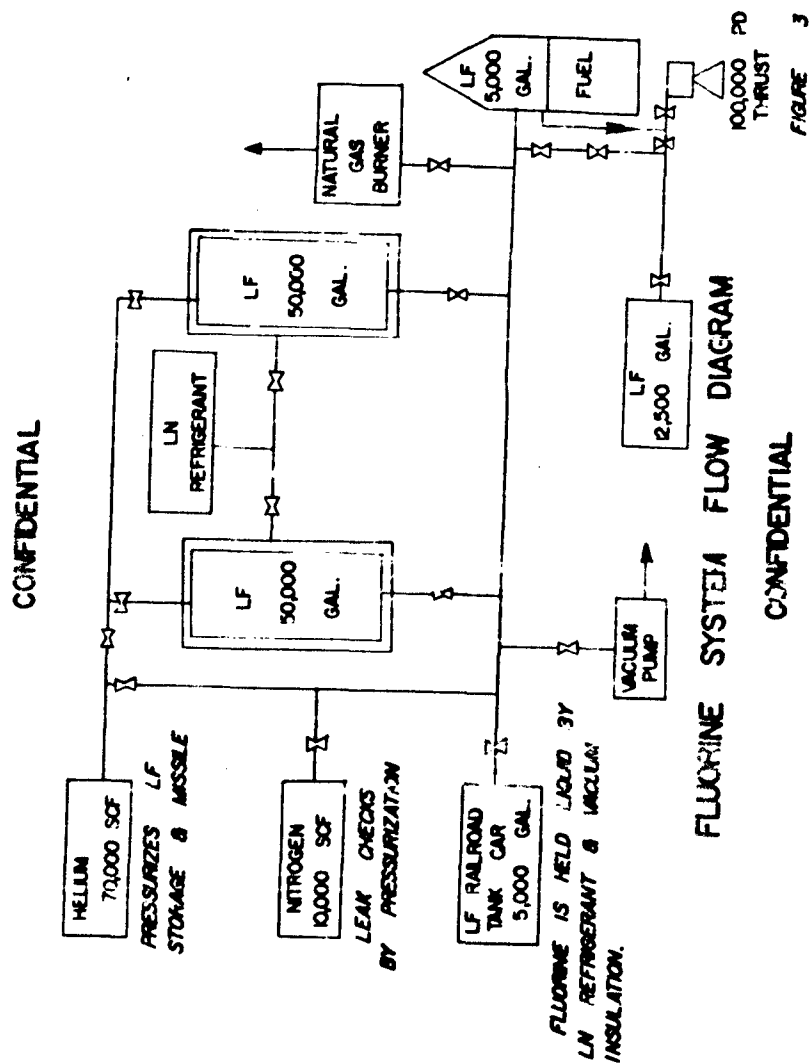 CONFIDENTIAL
HELIUM
70,000 SCF
PRESSURIZES LF
STORAGE & MISSILE
NITROGEN
10,000 SCF
LEAK CHECKS
BY PRESSURIZATION
LF RAILROAD
TANK CAR
5,000 GAL.
FLUORINE IS HELD LIQUID BY
LN REFRIGERANT & VACUUM
INSULATION.
LF
50,000
GAL.
LN
REFRIGERANT
LF
50,000
GAL.
NATURAL
GAS
BURNER
LF
5,000
GAL.
FUEL
VACUUM
PUMP
LF
12,500 GAL.
100,000 PD
THRUST
FIGURE 3
FLUORINE SYSTEM FLOW DIAGRAM
CONFIDENTIAL